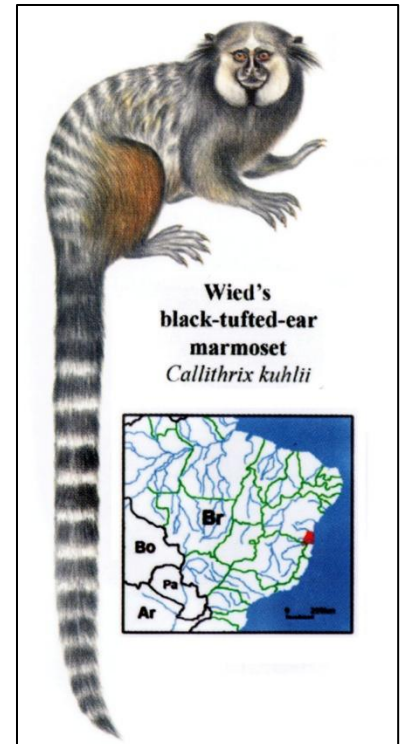 Wied's
black-tufted-ear
marmoset
Callithrix kuhlii
Br
Bo
Pa
Ar